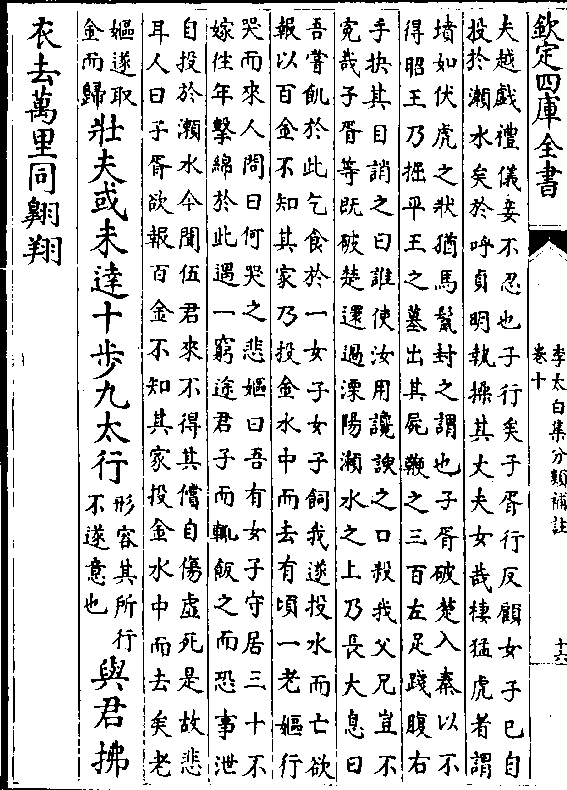 欽定四庫全書
李太白集分類補註
卷十
十六
夫越戲禮儀妾不忍也子行矣子胥行反顧女子已自
投於瀬水矣於呼貞明執操其丈夫女哉棲猛虎者謂
墳如伏虎之狀猶馬鬛封之謂也子胥破楚入秦以不
得昭王乃掘平王之墓出其屍鞭之三百左足踐腹右
手抉其目誚之曰誰使汝用讒諛之口殺我父兄豈不
寃哉子胥等既破楚還過溧陽瀬水之上乃長大息曰
吾嘗飢於此乞食於一女子女子飼我遂投水而亡欲
報以百金不知其家乃投金水中而去有頃一老嫗行
哭而來人問曰何哭之悲嫗曰吾有女子守居三十不
嫁往年擊綿於此遇一窮途君子而輒飯之而恐事泄
自投於瀬水今聞伍君來不得其償自傷虛死是故悲
耳人曰子胥欲報百金不知其家投金水中而去矣老
嫗遂取
金而歸
壯夫或未達十步九太行
形容其所行
不遂意也
與君拂
衣去萬里同翺翔